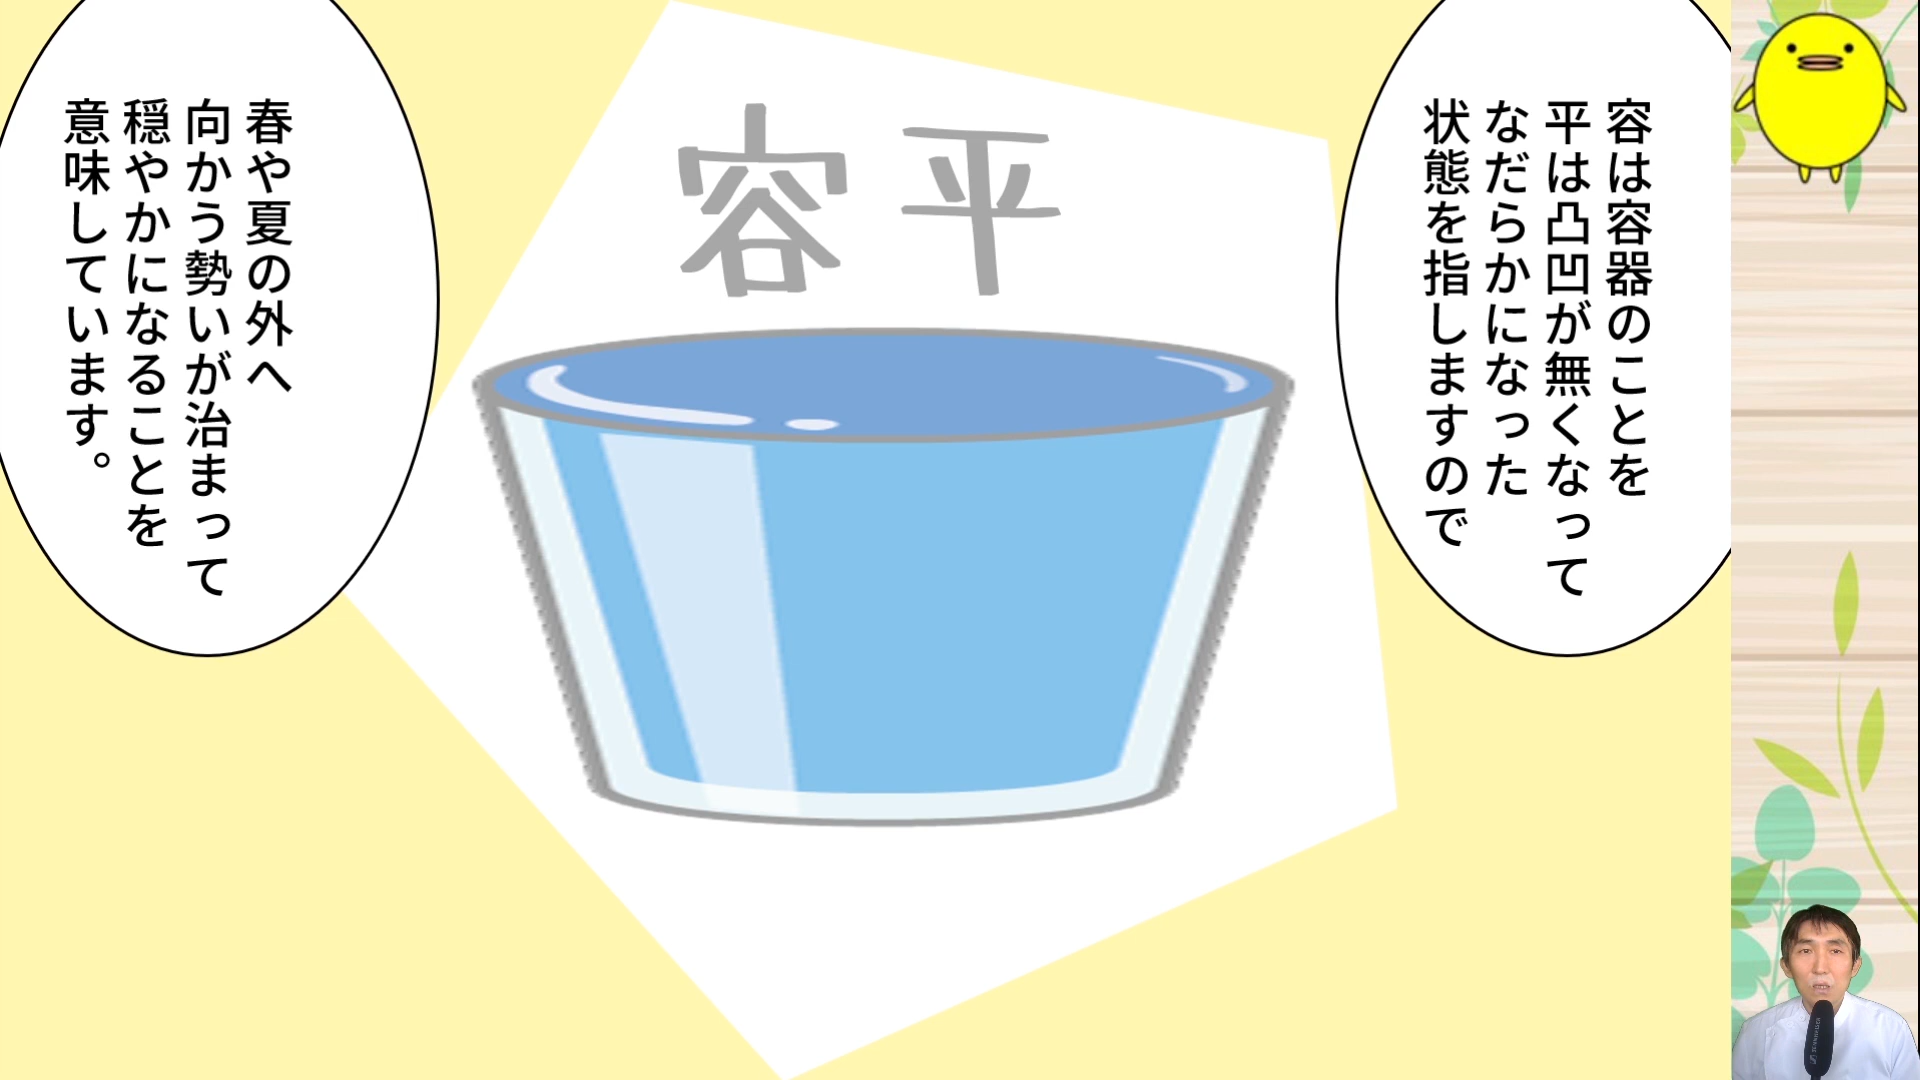 容平
容は容器のことを
平は凸凹が無くなって
なだらかになった
状態を指しますので
春や夏の外へ
向かう勢いが治まって
穏やかになることを
意味しています。